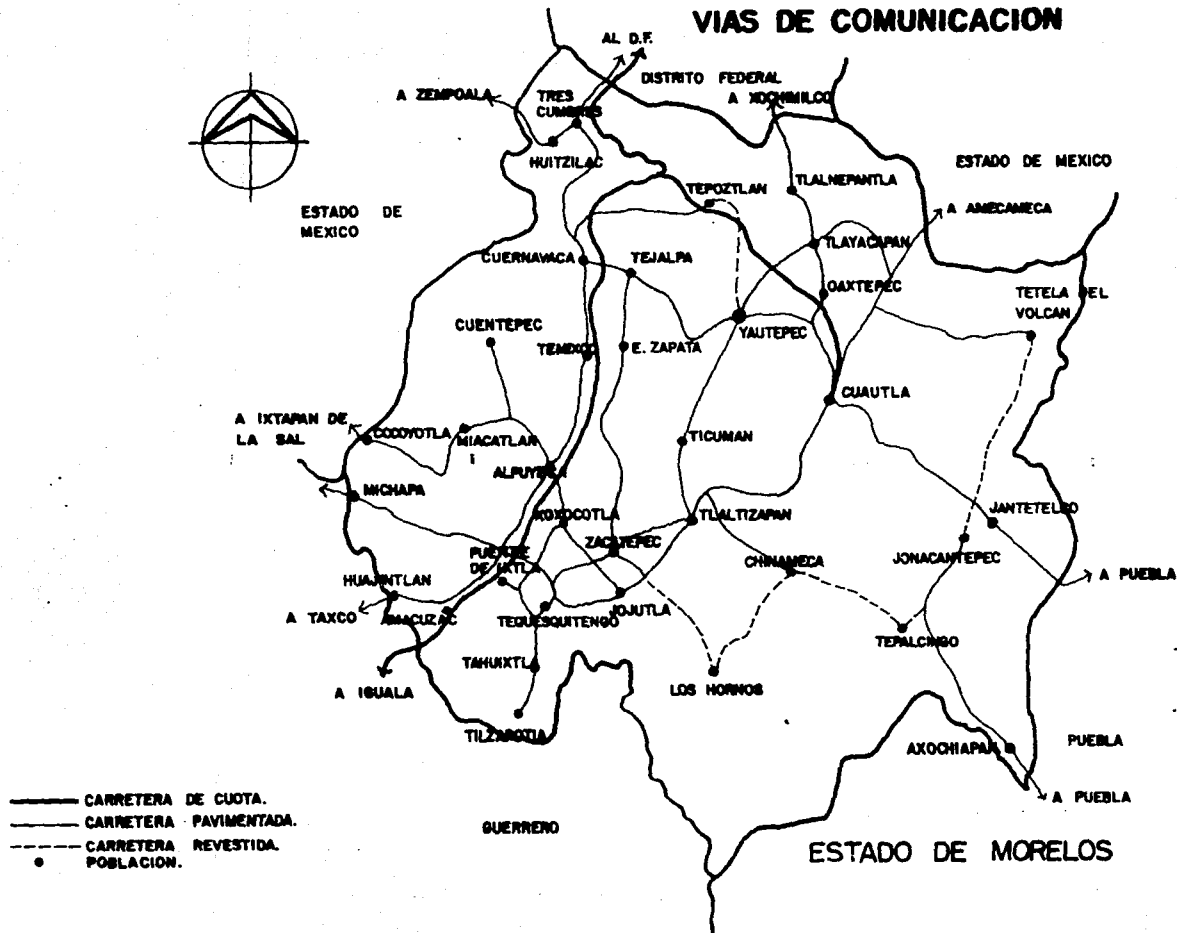 VIAS DE COMUNICACION
AL D.F.
DISTRITO FEDERAL
A ZEMPOALA
TRES
CUMBRES
A XOCHIMILCO
HUITZILAC
ESTADO DE MEXICO
TEPOZTLAN
TLALNEPANTLA
ESTADO DE
MEXICO
A AMECAMECA
CUERNAVACA
TEJALPA
TLAYACAPAN
OAXTEPEC
TETELA DEL
VOLCAN
CUENTEPEC
TEMIXCO
E. ZAPATA
YAUTEPEC
CUAUTLA
A IXTAPAN DE
LA SAL
COCOYOTLA
MIACATLAN
TICUMAN
ALPUYECA
MICHAPA
XOXOCOTLA
TLALTIZAPAN
JANTETELCO
ZACATEPEC
PUENTE
DE IXTLA
CHINAMECA
JONACANTEPEC
HUAJINTLAN
A PUEBLA
A TAXCO
AMACUZAC
TEQUESQUITENGO
JOJUTLA
TEPALCINGO
TAHUIXTLA
LOS HORNOS
A IGUALA
TILZAPOTLA
AXOCHIAPAN
PUEBLA
A PUEBLA
CARRETERA DE CUOTA.
CARRETERA PAVIMENTADA.
CARRETERA REVESTIDA.
POBLACION.
GUERRERO
ESTADO DE MORELOS